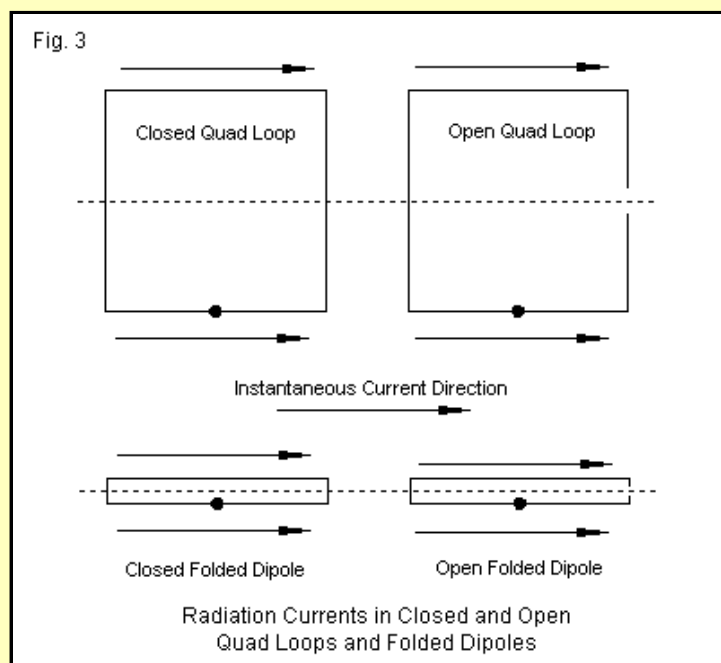 Fig. 3
Closed Quad Loop
Open Quad Loop
Instantaneous Current Direction
Closed Folded Dipole
Open Folded Dipole
Radiation Currents in Closed and Open
Quad Loops and Folded Dipoles